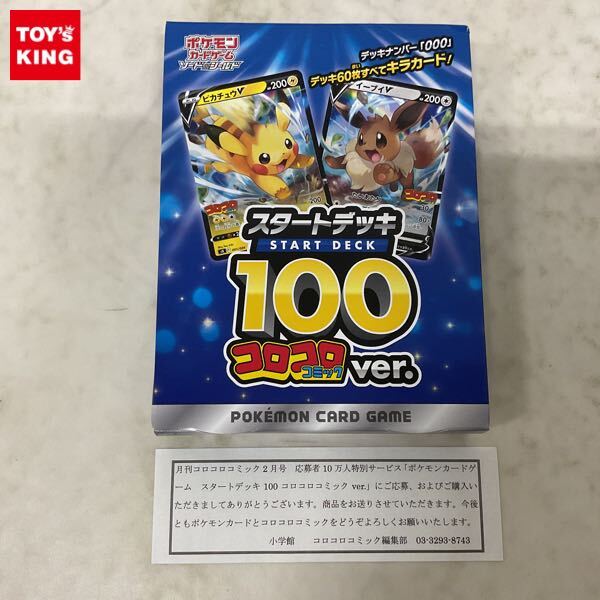 TOY'S
KING
ポケモン
カードゲーム
ソード&シールド
デッキナンバー「000」
デッキ60枚すべてキラカード!
まい
ピカチュウV
200
イーブイV
200
コロコロ
200
30
80
スタートデッキ
START DECK
100
コロコロ
コミック
ver.
POKÉMON CARD GAME
月刊コロコロコミック2月号 応募者10万人特別サービス「ポケモンカードゲ
ーム スタートデッキ 100 コロコロコミック ver.」にご応募、およびご購入い
ただきましてありがとうございます。商品をお送りさせていただきます。今後
ともポケモンカードとコロコロコミックをどうぞよろしくお願いいたします。
小学館 コロコロコミック編集部 03-3293-8743